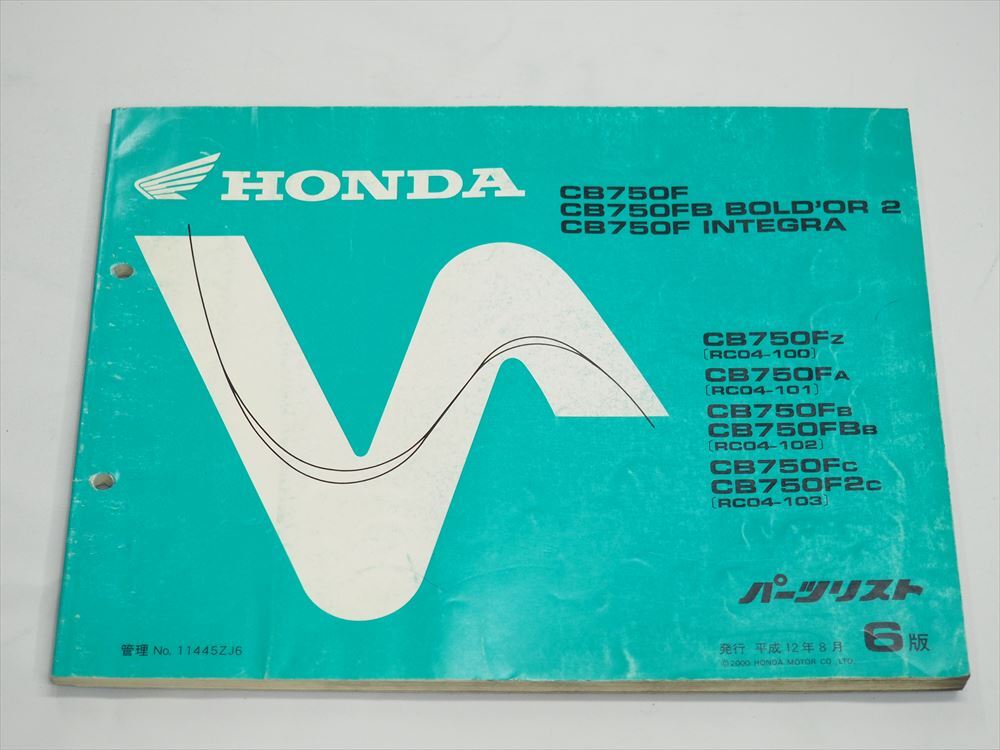 HONDA
CB750F
CB750FB BOLD'OR 2
CB750F INTEGRA
CB750Fz
[RC04-100]
CB750FA
[RC04-101]
CB750FB
CB750FBB
[RC04-102]
CB750Fc
CB750F2c
[RC04-103]
パーツリスト
管理 No. 11445ZJ6
発行 平成12年8月 6版
©2000 HONDA MOTOR CO., LTD.